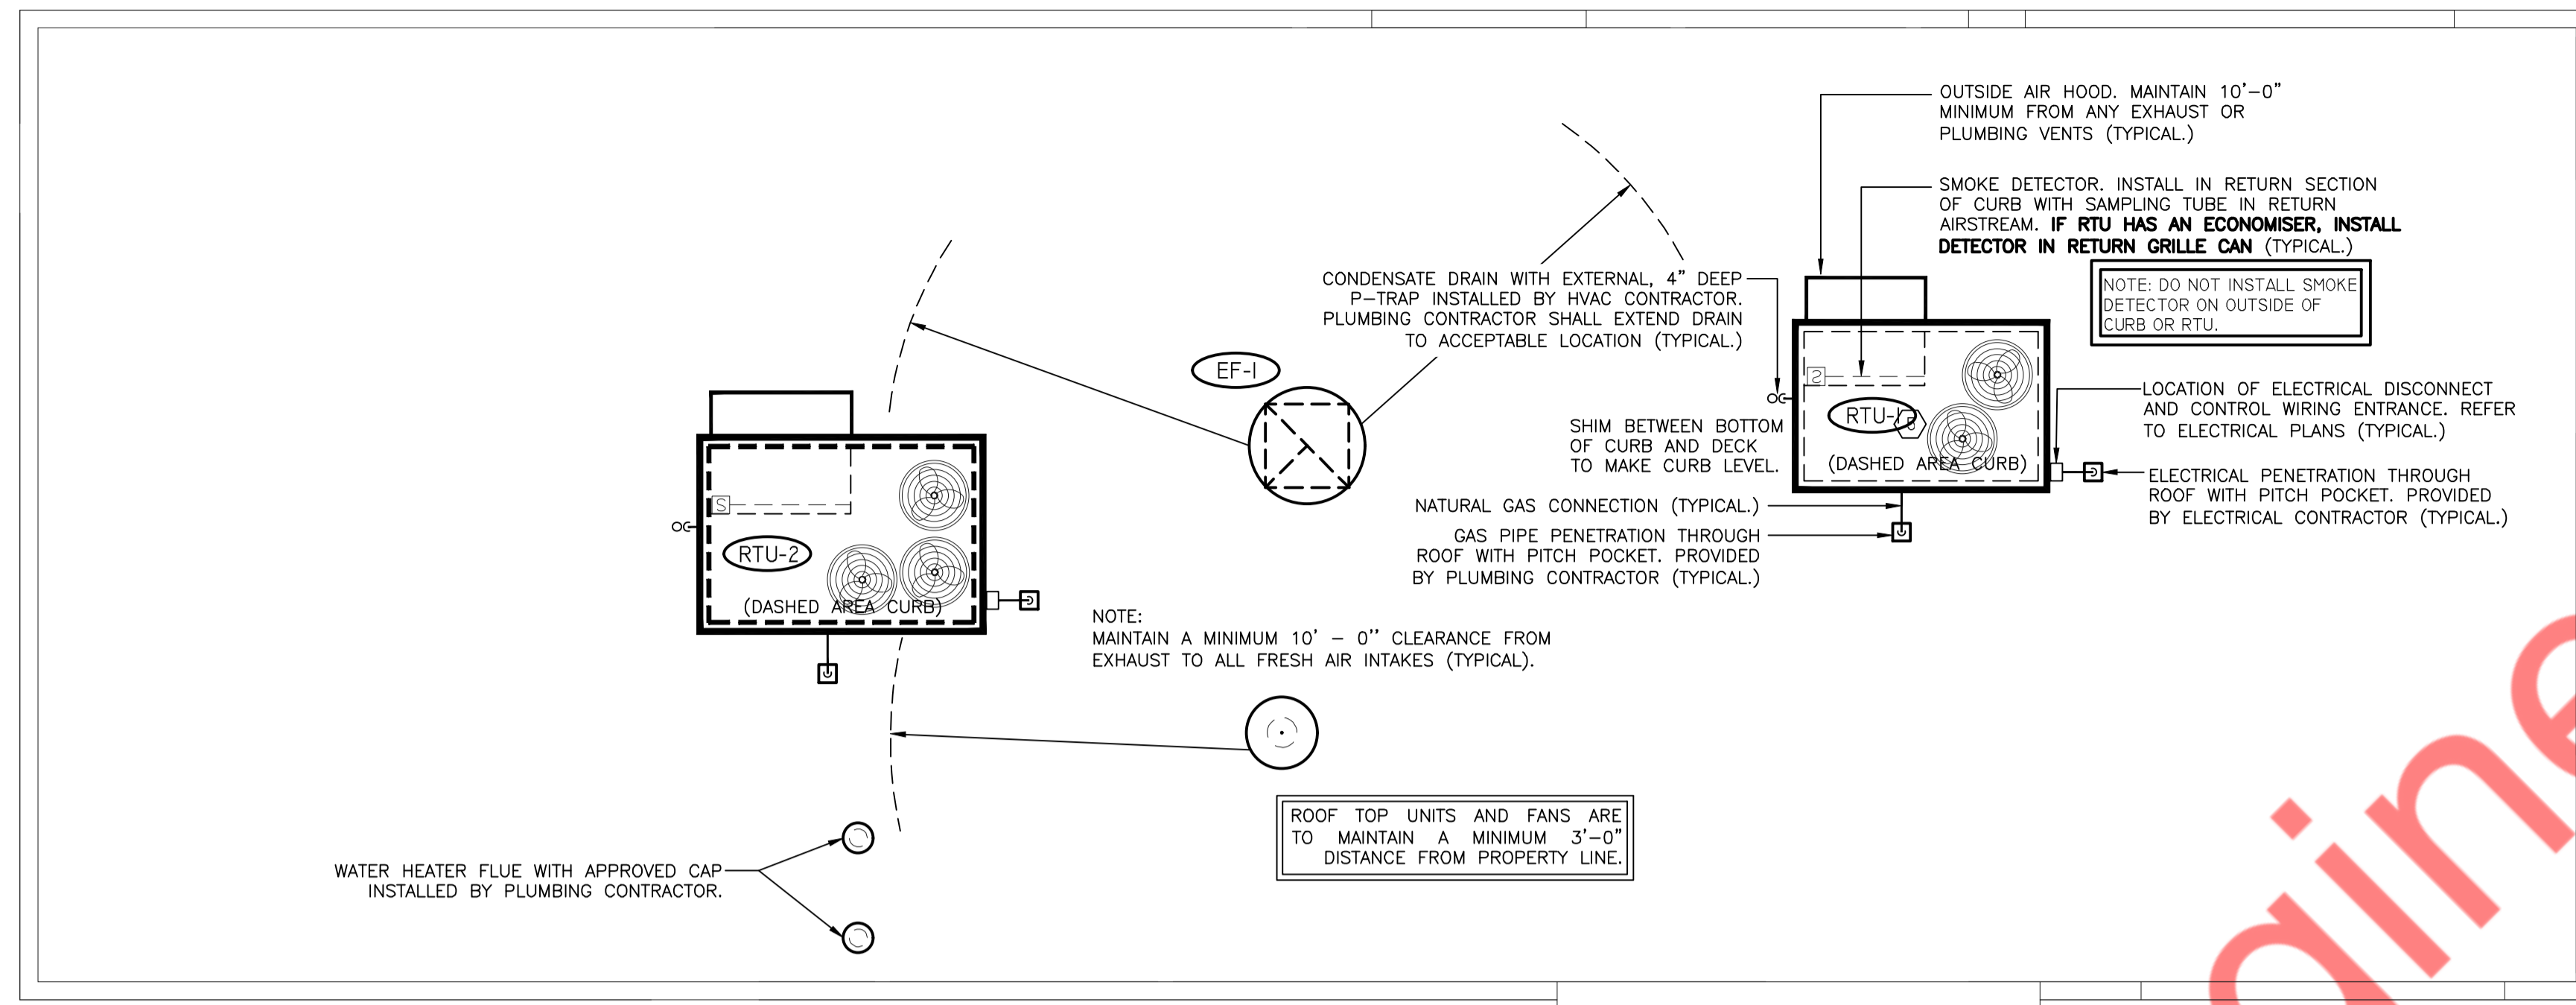 OUTSIDE AIR HOOD. MAINTAIN 10'-0"
MINIMUM FROM ANY EXHAUST OR
PLUMBING VENTS (TYPICAL.)
SMOKE DETECTOR. INSTALL IN RETURN SECTION
OF CURB WITH SAMPLING TUBE IN RETURN
AIRSTREAM. IF RTU HAS AN ECONOMISER, INSTALL
DETECTOR IN RETURN GRILLE CAN (TYPICAL.)
NOTE: DO NOT INSTALL SMOKE
DETECTOR ON OUTSIDE OF
CURB OR RTU.
CONDENSATE DRAIN WITH EXTERNAL, 4" DEEP
P-TRAP INSTALLED BY HVAC CONTRACTOR.
PLUMBING CONTRACTOR SHALL EXTEND DRAIN
TO ACCEPTABLE LOCATION (TYPICAL.)
EF-1
S
RTU-1
(DASHED AREA CURB)
SHIM BETWEEN BOTTOM
OF CURB AND DECK
TO MAKE CURB LEVEL.
LOCATION OF ELECTRICAL DISCONNECT
AND CONTROL WIRING ENTRANCE. REFER
TO ELECTRICAL PLANS (TYPICAL.)
ELECTRICAL PENETRATION THROUGH
ROOF WITH PITCH POCKET. PROVIDED
BY ELECTRICAL CONTRACTOR (TYPICAL.)
NATURAL GAS CONNECTION (TYPICAL.)
GAS PIPE PENETRATION THROUGH
ROOF WITH PITCH POCKET. PROVIDED
BY PLUMBING CONTRACTOR (TYPICAL.)
S
RTU-2
(DASHED AREA CURB)
NOTE:
MAINTAIN A MINIMUM 10' - 0'' CLEARANCE FROM
EXHAUST TO ALL FRESH AIR INTAKES (TYPICAL).
ROOF TOP UNITS AND FANS ARE
TO MAINTAIN A MINIMUM 3'-0"
DISTANCE FROM PROPERTY LINE.
WATER HEATER FLUE WITH APPROVED CAP
INSTALLED BY PLUMBING CONTRACTOR.
gine